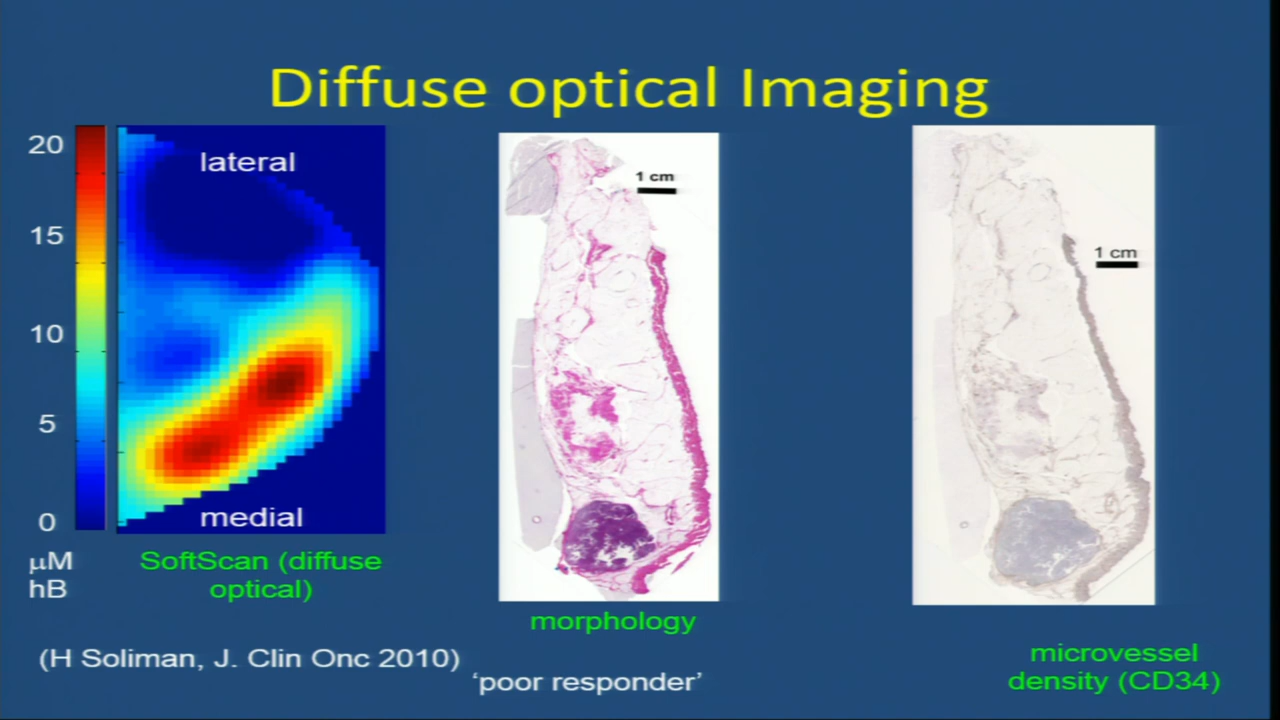 Diffuse optical Imaging
20
15
10
5
0
μM
hB
lateral
medial
SoftScan (diffuse
optical)
1 cm
morphology
1 cm
microvessel
density (CD34)
(H Soliman, J. Clin Onc 2010)
‘poor responder’